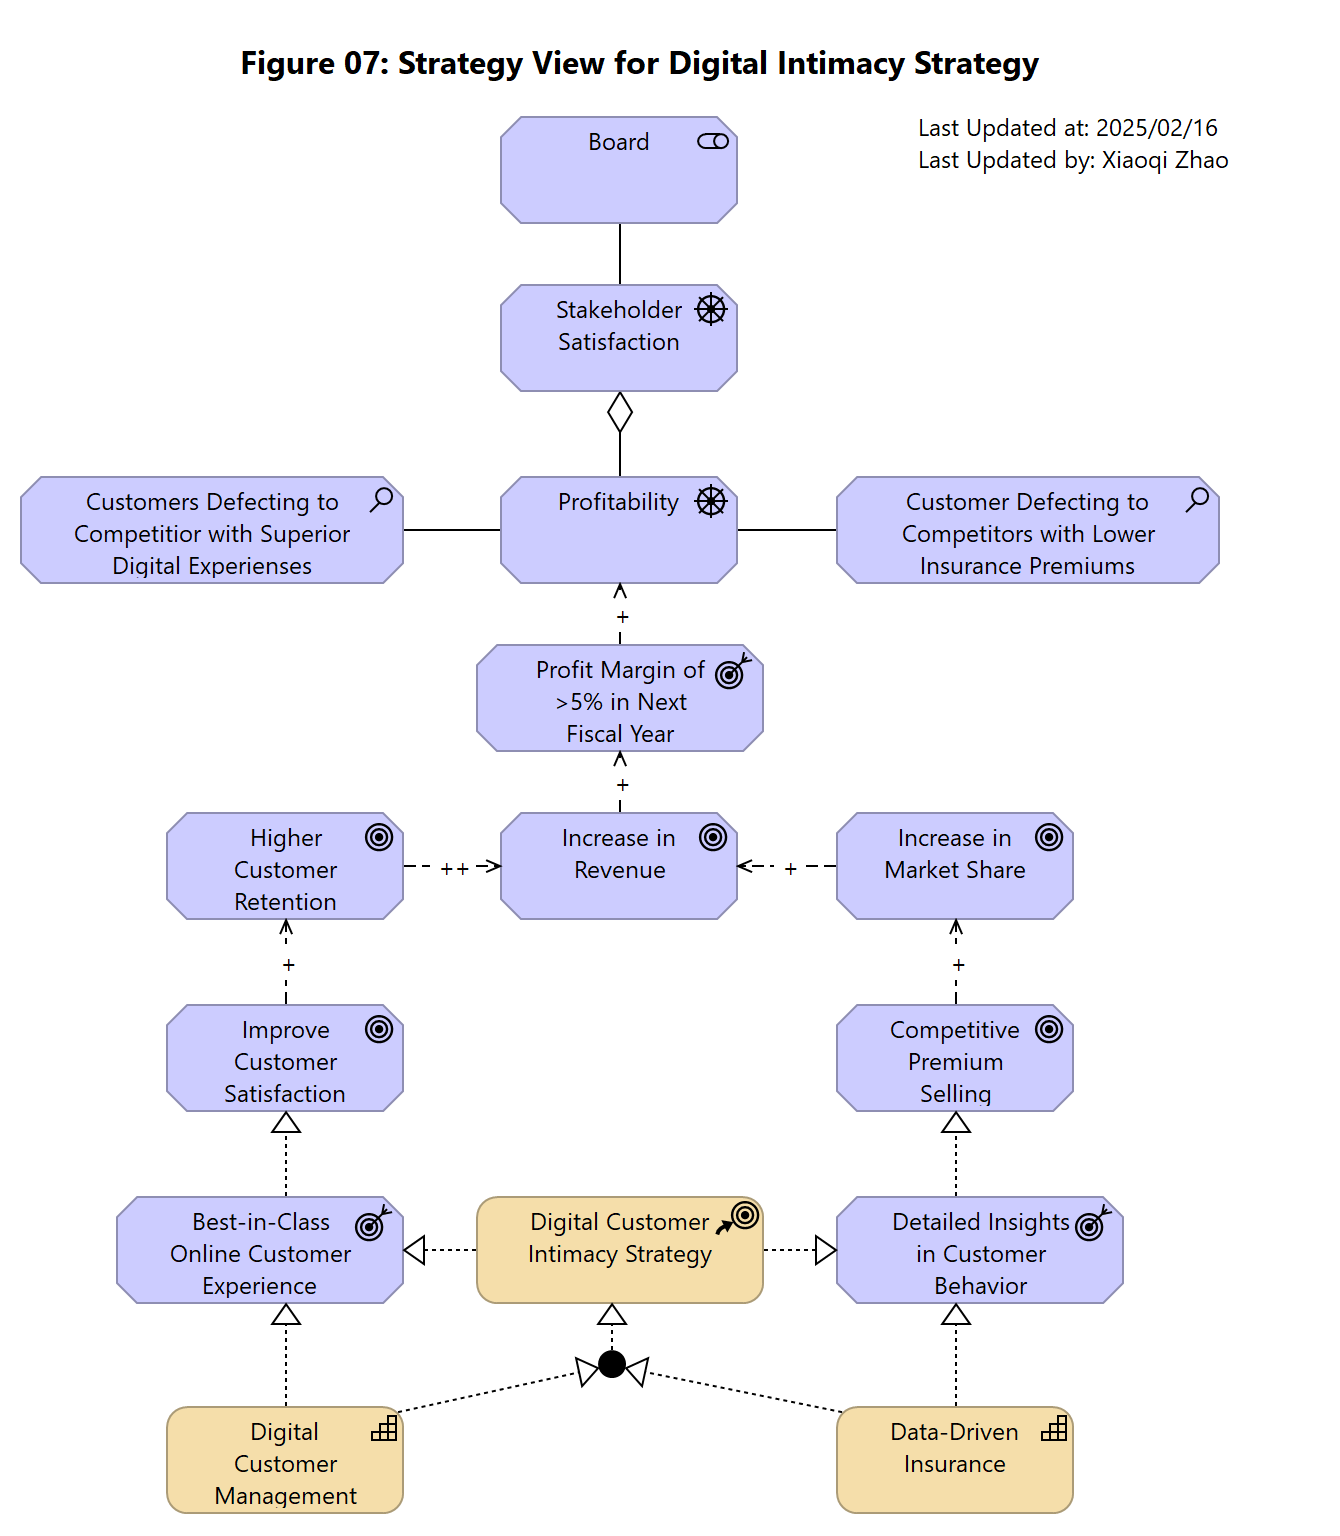 Figure 07: Strategy View for Digital Intimacy Strategy
Last Updated at: 2025/02/16
Last Updated by: Xiaoqi Zhao
Board
Stakeholder
Satisfaction
Customers Defecting to
Competitior with Superior
Digital Experienses
Profitability
Customer Defecting to
Competitors with Lower
Insurance Premiums
+
Profit Margin of
>5% in Next
Fiscal Year
+
Higher
Customer
Retention
++
Increase in
Revenue
+
Increase in
Market Share
+
+
Improve
Customer
Satisfaction
Competitive
Premium
Selling
Best-in-Class
Online Customer
Experience
Digital Customer
Intimacy Strategy
Detailed Insights
in Customer
Behavior
Digital
Customer
Management
Data-Driven
Insurance